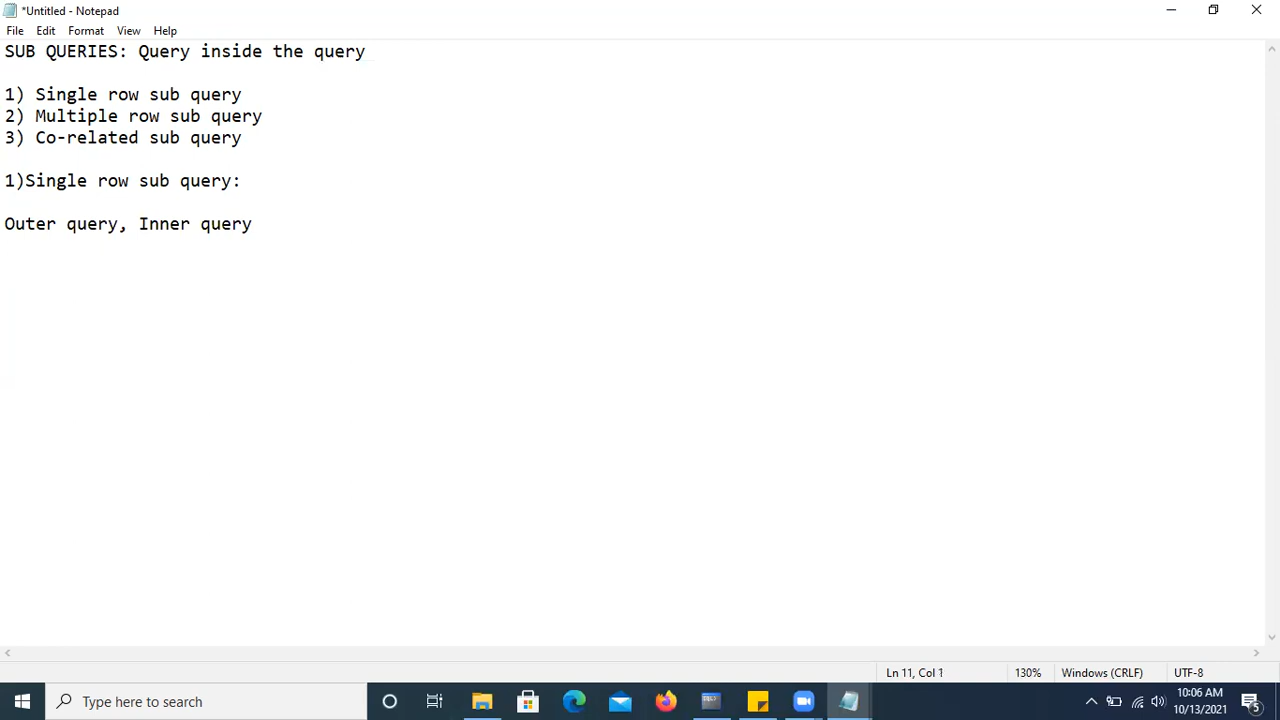 *Untitled - Notepad
File Edit Format View Help
SUB QUERIES: Query inside the query
1) Single row sub query
2) Multiple row sub query
3) Co-related sub query
1)Single row sub query:
Outer query, Inner query
Ln 11, Col 1 130% Windows (CRLF) UTF-8
Type here to search
10:06 AM
10/13/2021
5